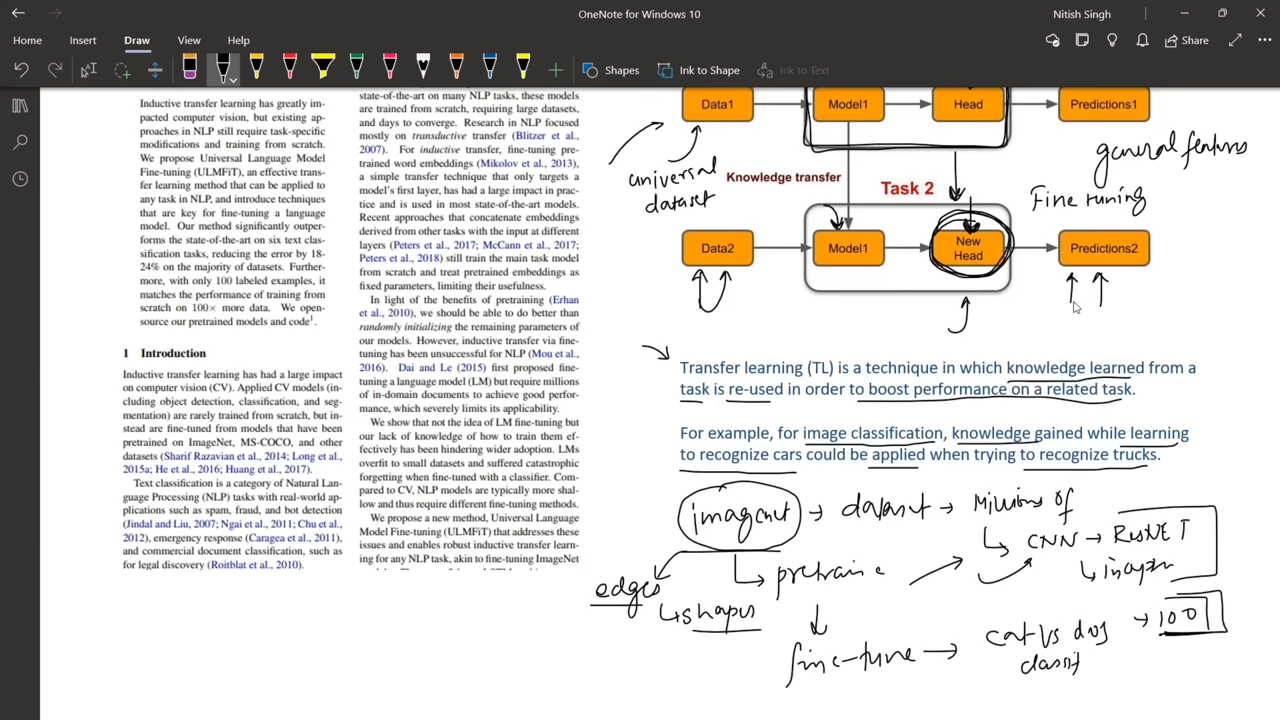 OneNote for Windows 10
Nitish Singh
Home
Insert
Draw
View
Help
Share
Shapes
Ink to Shape
Ink to Text
Inductive transfer learning has greatly im-
pacted computer vision, but existing ap-
proaches in NLP still require task-specific
modifications and training from scratch.
We propose Universal Language Model
Fine-tuning (ULMFiT), an effective trans-
fer learning method that can be applied to
any task in NLP, and introduce techniques
that are key for fine-tuning a language
model. Our method significantly outper-
forms the state-of-the-art on six text clas-
sification tasks, reducing the error by 18-
24% on the majority of datasets. Further-
more, with only 100 labeled examples, it
matches the performance of training from
scratch on 100× more data. We open-
source our pretrained models and code¹.
1 Introduction
Inductive transfer learning has had a large impact
on computer vision (CV). Applied CV models (in-
cluding object detection, classification, and seg-
mentation) are rarely trained from scratch, but in-
stead are fine-tuned from models that have been
pretrained on ImageNet, MS-COCO, and other
datasets (Sharif Razavian et al., 2014; Long et al.,
2015a; He et al., 2016; Huang et al., 2017).
Text classification is a category of Natural Lan-
guage Processing (NLP) tasks with real-world ap-
plications such as spam, fraud, and bot detection
(Jindal and Liu, 2007; Ngai et al., 2011; Chu et al.,
2012), emergency response (Caragea et al., 2011),
and commercial document classification, such as
for legal discovery (Roitblat et al., 2010).
state-of-the-art on many NLP tasks, these models
are trained from scratch, requiring large datasets,
and days to converge. Research in NLP focused
mostly on transductive transfer (Blitzer et al.,
2007). For inductive transfer, fine-tuning pre-
trained word embeddings (Mikolov et al., 2013),
a simple transfer technique that only targets a
model's first layer, has had a large impact in prac-
tice and is used in most state-of-the-art models.
Recent approaches that concatenate embeddings
derived from other tasks with the input at different
layers (Peters et al., 2017; McCann et al., 2017;
Peters et al., 2018) still train the main task model
from scratch and treat pretrained embeddings as
fixed parameters, limiting their usefulness.
In light of the benefits of pretraining (Erhan
et al., 2010), we should be able to do better than
randomly initializing the remaining parameters of
our models. However, inductive transfer via fine-
tuning has been unsuccessful for NLP (Mou et al.,
2016). Dai and Le (2015) first proposed fine-
tuning a language model (LM) but require millions
of in-domain documents to achieve good perfor-
mance, which severely limits its applicability.
We show that not the idea of LM fine-tuning but
our lack of knowledge of how to train them ef-
fectively has been hindering wider adoption. LMs
overfit to small datasets and suffered catastrophic
forgetting when fine-tuned with a classifier. Com-
pared to CV, NLP models are typically more shal-
low and thus require different fine-tuning methods.
We propose a new method, Universal Language
Model Fine-tuning (ULMFiT) that addresses these
issues and enables robust inductive transfer learn-
ing for any NLP task, akin to fine-tuning ImageNet
Data1 Model1 Head Predictions1
general features
universal
dataset
Knowledge transfer
Task 2
Fine tuning
Data2 Model1 New Head Predictions2
Transfer learning (TL) is a technique in which knowledge learned from a
task is re-used in order to boost performance on a related task.
For example, for image classification, knowledge gained while learning
to recognize cars could be applied when trying to recognize trucks.
imagenet → dataset → Millions of
CNN → ResNET
pretraine
edges
shapes
100
fine-tune → cat vs dog
classif